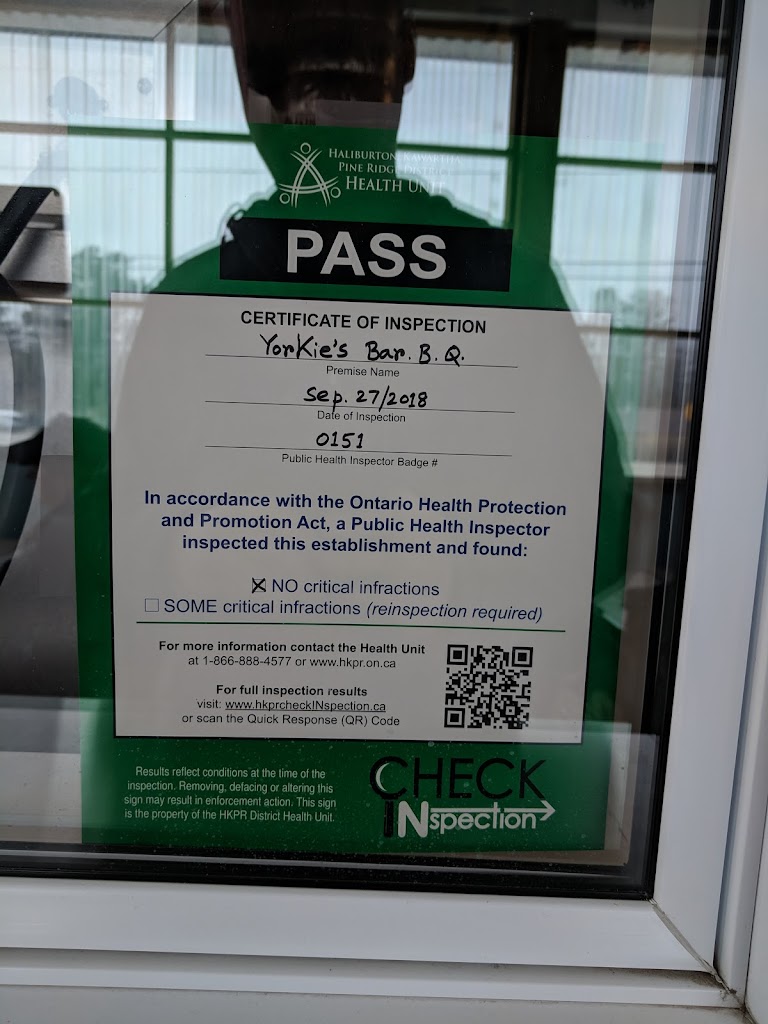 HALIBURTON, KAWARTHA,
PINE RIDGE DISTRICT
HEALTH UNIT
PASS
CERTIFICATE OF INSPECTION
Yorkie's Bar. B. Q.
Premise Name
Sep. 27/2018
Date of Inspection
0151
Public Health Inspector Badge #
In accordance with the Ontario Health Protection
and Promotion Act, a Public Health Inspector
inspected this establishment and found:
NO critical infractions
SOME critical infractions (reinspection required)
For more information contact the Health Unit
at 1-866-888-4577 or www.hkpr.on.ca
For full inspection results
visit: www.hkprcheckINspection.ca
or scan the Quick Response (QR) Code
Results reflect conditions at the time of the
inspection. Removing, defacing or altering this
sign may result in enforcement action. This sign
is the property of the HKPR District Health Unit.
CHECK
INspection